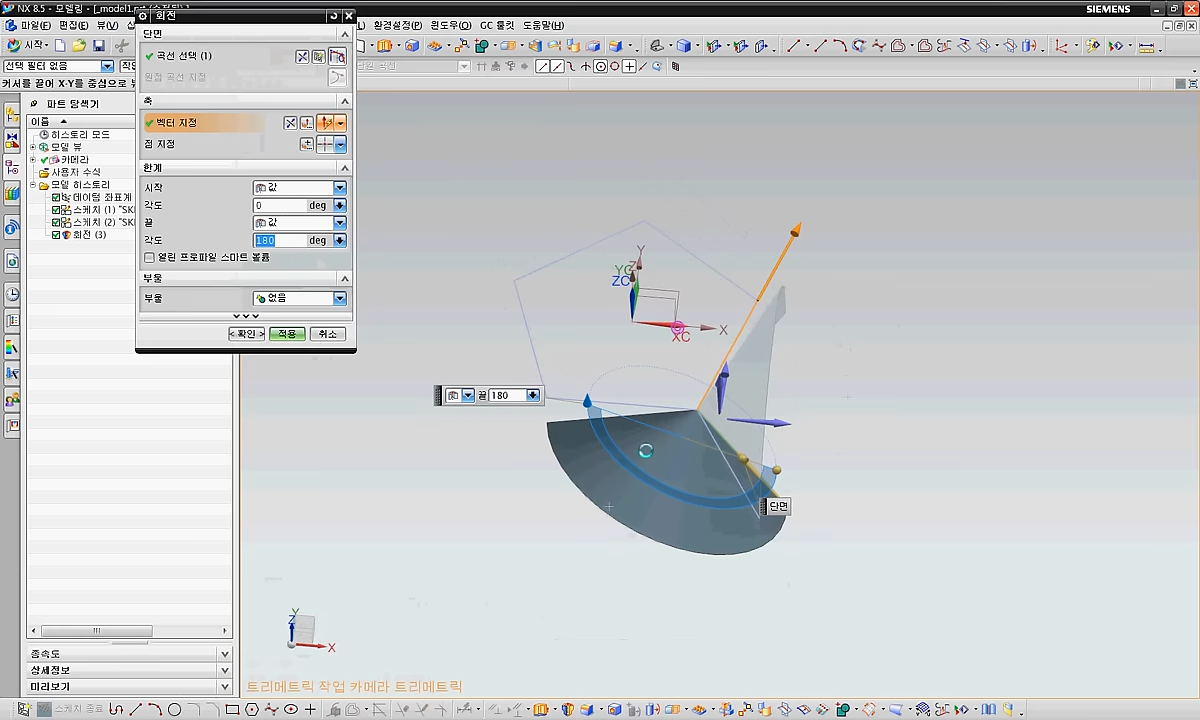 NX 8.5 - 모델링 - [_model1.prt (수정됨) ]
SIEMENS
파일(F) 편집(E) 뷰(V) 환경설정(P) 윈도우(O) GC 툴킷 도움말(H)
시작
선택 필터 없음
커서를 끌어 X-Y를 중심으로 뷰
파트 탐색기
이름
히스토리 모드
모델 뷰
카메라
사용자 수식
모델 히스토리
데이텀 좌표계
스케치 (1) "SK
스케치 (2) "SK
회전 (3)
종속도
상세정보
미리보기
회전
단면
곡선 선택 (1)
원점 곡선 지정
축
벡터 지정
점 지정
한계
시작 값
각도 0 deg
끝 값
각도 180 deg
열린 프로파일 스마트 볼륨
부울
부울 없음
<확인> 적용 취소
Y
Z
YC
ZC
X
XC
끝 180
단면
Y
Z
X
트리메트릭 작업 카메라 트리메트릭
스케치 종료